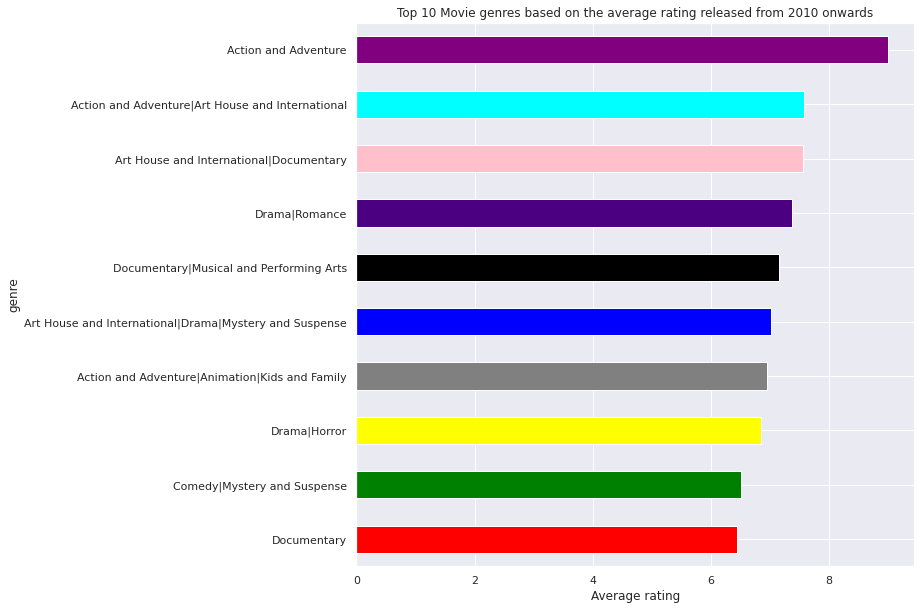 Top 10 Movie genres based on the average rating released from 2010 onwards
genre
Action and Adventure
Action and Adventure|Art House and International
Art House and International|Documentary
Drama|Romance
Documentary|Musical and Performing Arts
Art House and International|Drama|Mystery and Suspense
Action and Adventure|Animation|Kids and Family
Drama|Horror
Comedy|Mystery and Suspense
Documentary
0 2 4 6 8
Average rating